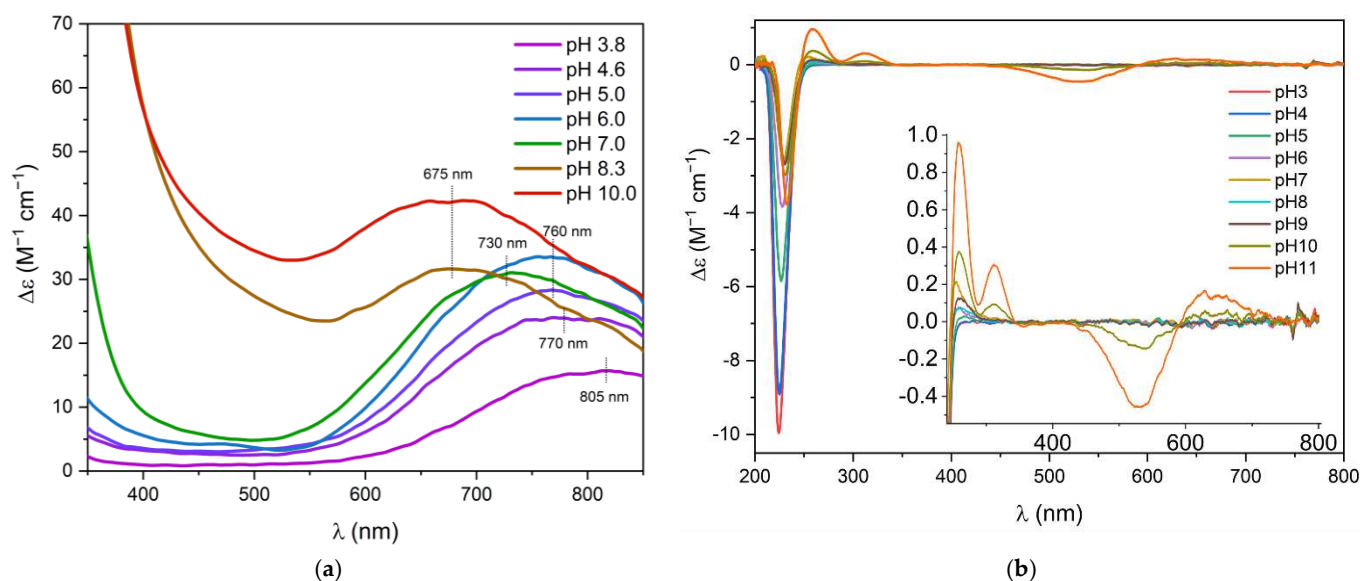 70
60
50
40
30
20
10
0
Δε (M⁻¹ cm⁻¹)
400
500
600
700
800
λ (nm)
pH 3.8
pH 4.6
pH 5.0
pH 6.0
pH 7.0
pH 8.3
pH 10.0
675 nm
730 nm
760 nm
770 nm
805 nm
(a)
0
-2
-4
-6
-8
-10
Δε (M⁻¹ cm⁻¹)
200
300
400
500
600
700
800
λ (nm)
pH3
pH4
pH5
pH6
pH7
pH8
pH9
pH10
pH11
1.0
0.8
0.6
0.4
0.2
0.0
-0.2
-0.4
400
600
800
(b)